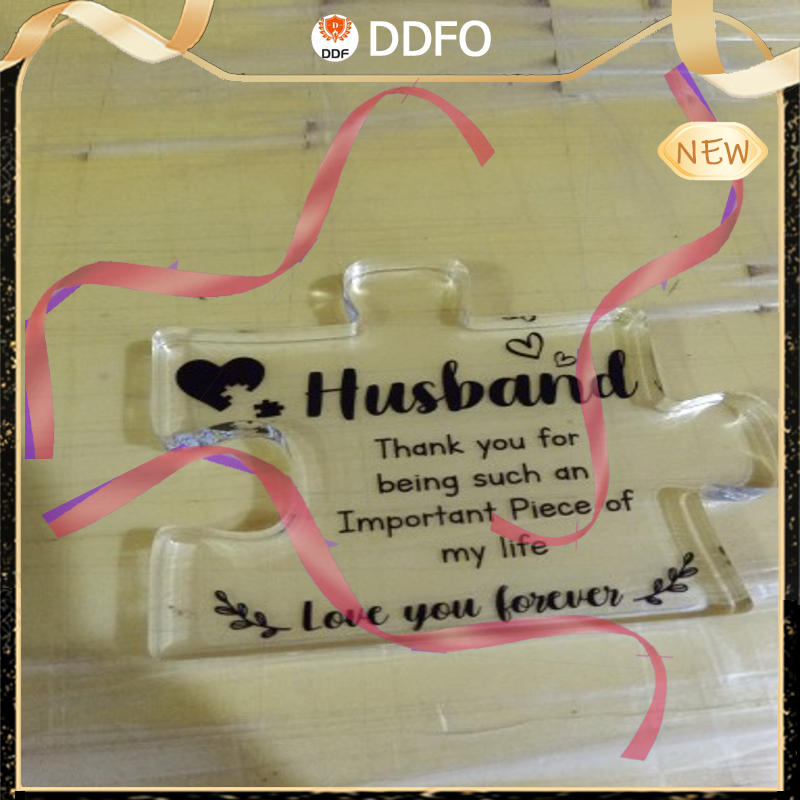 DDF
DDFO
NEW
Husband
Thank you for
being such an
Important Piece of
my life
Love you forever